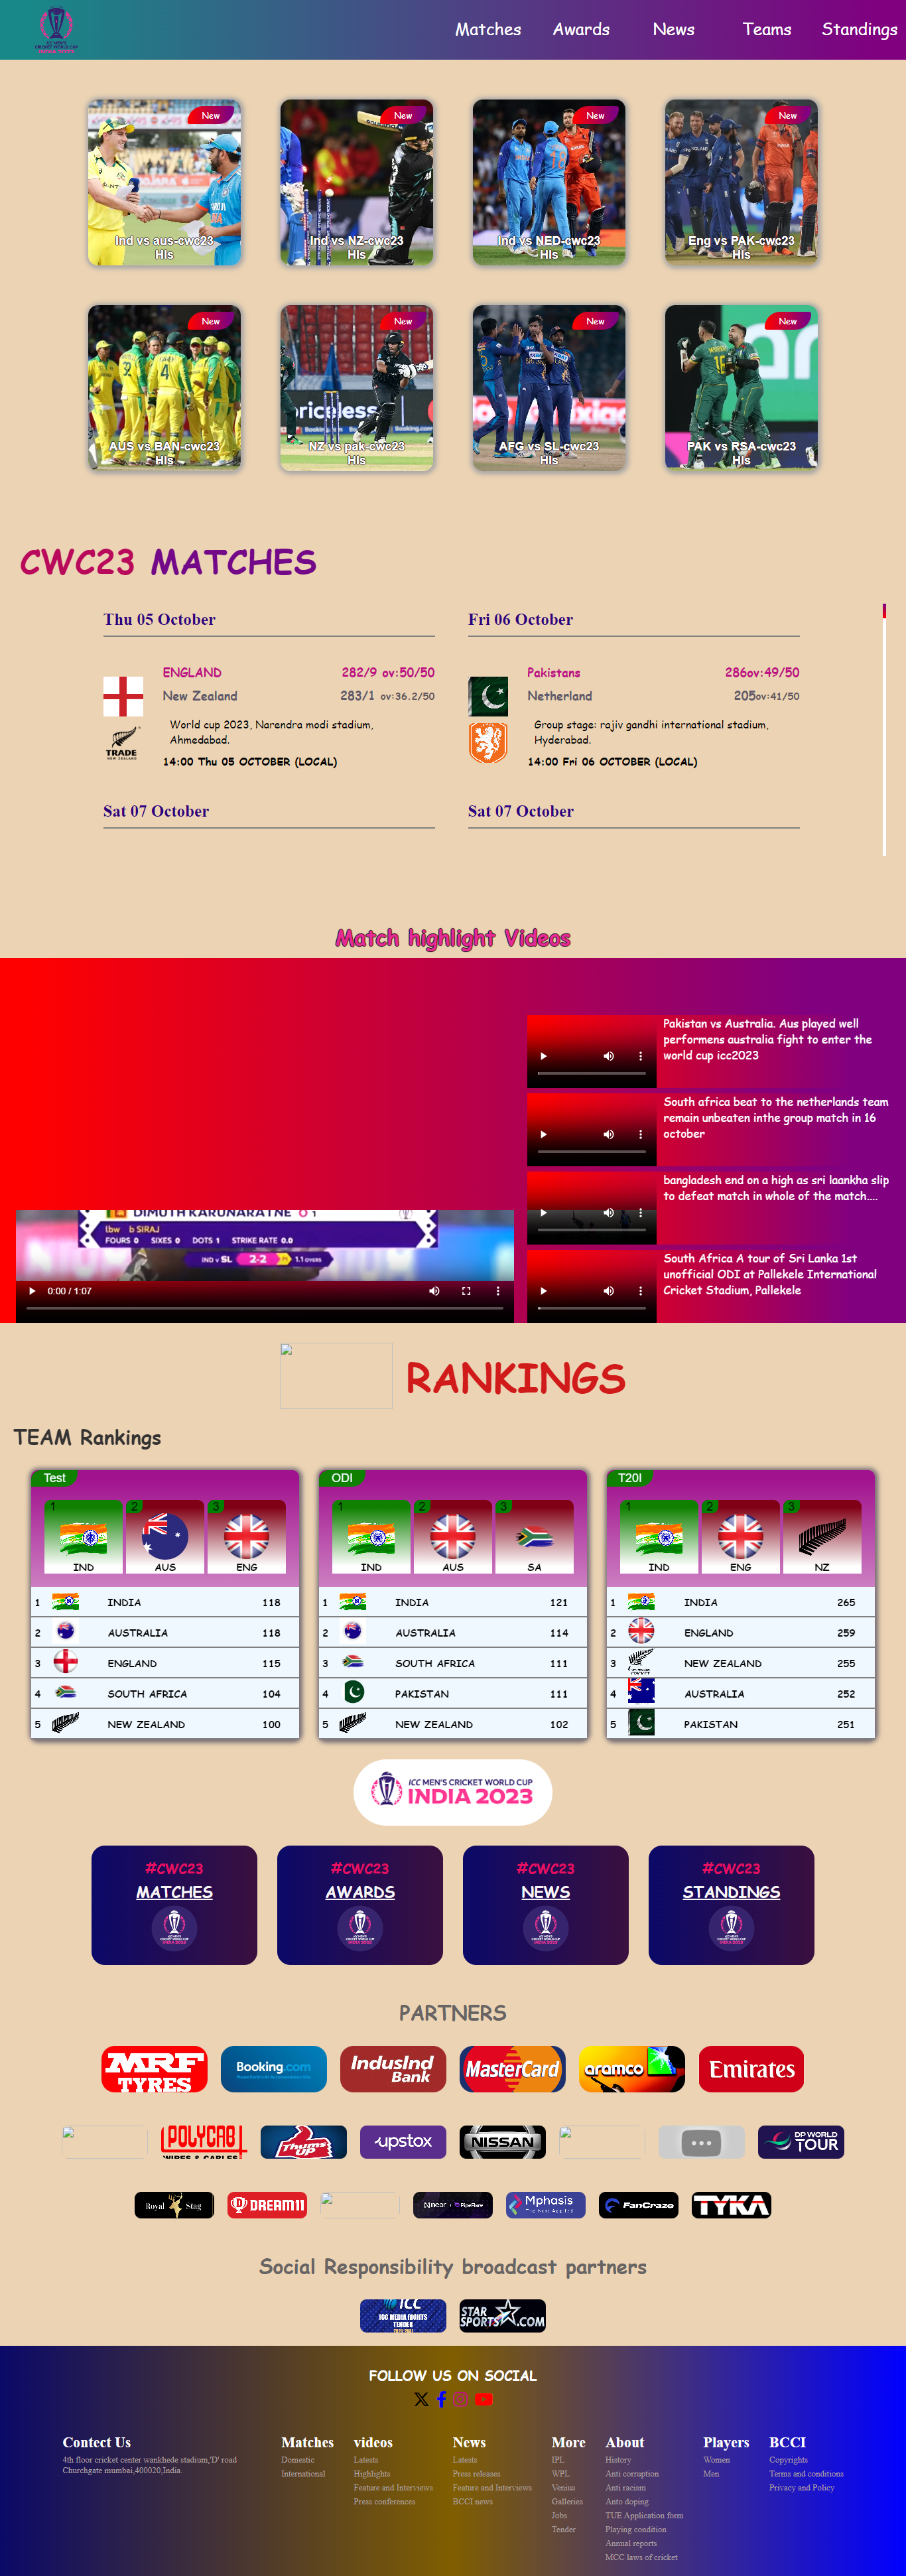 Matches Awards News Teams Standings
New New New New
Ind vs aus-cwc23
Hls
Ind vs NZ-cwc23
Hls
Ind vs NED-cwc23
Hls
Eng vs PAK-cwc23
Hls
New New New New
AUS vs BAN-cwc23
Hls
NZ vs pak-cwc23
Hls
AFG vs SL-cwc23
Hls
PAK vs RSA-cwc23
Hls
CWC23 MATCHES
Thu 05 October
ENGLAND 282/9 ov:50/50
New Zealand 283/1 ov:36.2/50
World cup 2023, Narendra modi stadium,
Ahmedabad.
14:00 Thu 05 OCTOBER (LOCAL)
TRADE
NEW ZEALAND
Fri 06 October
Pakistans 286ov:49/50
Netherland 205ov:41/50
Group stage: rajiv gandhi international stadium,
Hyderabad.
14:00 Fri 06 OCTOBER (LOCAL)
Sat 07 October
Sat 07 October
Match highlight Videos
DIMUTH KARUNARATNE 0 1
lbw b SIRAJ
FOURS 0 SIXES 0 DOTS 1 STRIKE RATE 0.0
IND v SL 2-2 1.1 OVERS
0:00 / 1:07
Pakistan vs Australia. Aus played well
performens australia fight to enter the
world cup icc2023
South africa beat to the netherlands team
remain unbeaten inthe group match in 16
october
bangladesh end on a high as sri laankha slip
to defeat match in whole of the match....
South Africa A tour of Sri Lanka 1st
unofficial ODI at Pallekele International
Cricket Stadium, Pallekele
RANKINGS
TEAM Rankings
Test
1 2 3
IND AUS ENG
1 INDIA 118
2 AUSTRALIA 118
3 ENGLAND 115
4 SOUTH AFRICA 104
5 NEW ZEALAND 100
ODI
1 2 3
IND AUS SA
1 INDIA 121
2 AUSTRALIA 114
3 SOUTH AFRICA 111
4 PAKISTAN 111
5 NEW ZEALAND 102
T20I
1 2 3
IND ENG NZ
1 INDIA 265
2 ENGLAND 259
3 NEW ZEALAND 255
4 AUSTRALIA 252
5 PAKISTAN 251
ICC MEN'S CRICKET WORLD CUP
INDIA 2023
#CWC23
MATCHES
#CWC23
AWARDS
#CWC23
NEWS
#CWC23
STANDINGS
PARTNERS
MRF
TYRES
Booking.com
IndusInd
Bank
MasterCard
aramco
Emirates
POLYCAB
WIRES & CABLES
Thums
UP
upstox
NISSAN
DP WORLD
TOUR
Royal Stag
DREAM11
Near
Mphasis
FanCraze
TYKA
Social Responsibility broadcast partners
ICC
ICC MEDIA RIGHTS
TENDER
STAR
SPORTS .COM
FOLLOW US ON SOCIAL
Contect Us
4th floor cricket center wankhede stadium,'D' road
Churchgate mumbai,400020,India.
Matches
Domestic
International
videos
Latests
Highlights
Feature and Interviews
Press conferences
News
Latests
Press releases
Feature and Interviews
BCCI news
More
IPL
WPL
Venius
Galleries
Jobs
Tender
About
History
Anti corruption
Anti racism
Anto doping
TUE Application form
Playing condition
Annual reports
MCC laws of cricket
Players
Women
Men
BCCI
Copyrights
Terms and conditions
Privacy and Policy